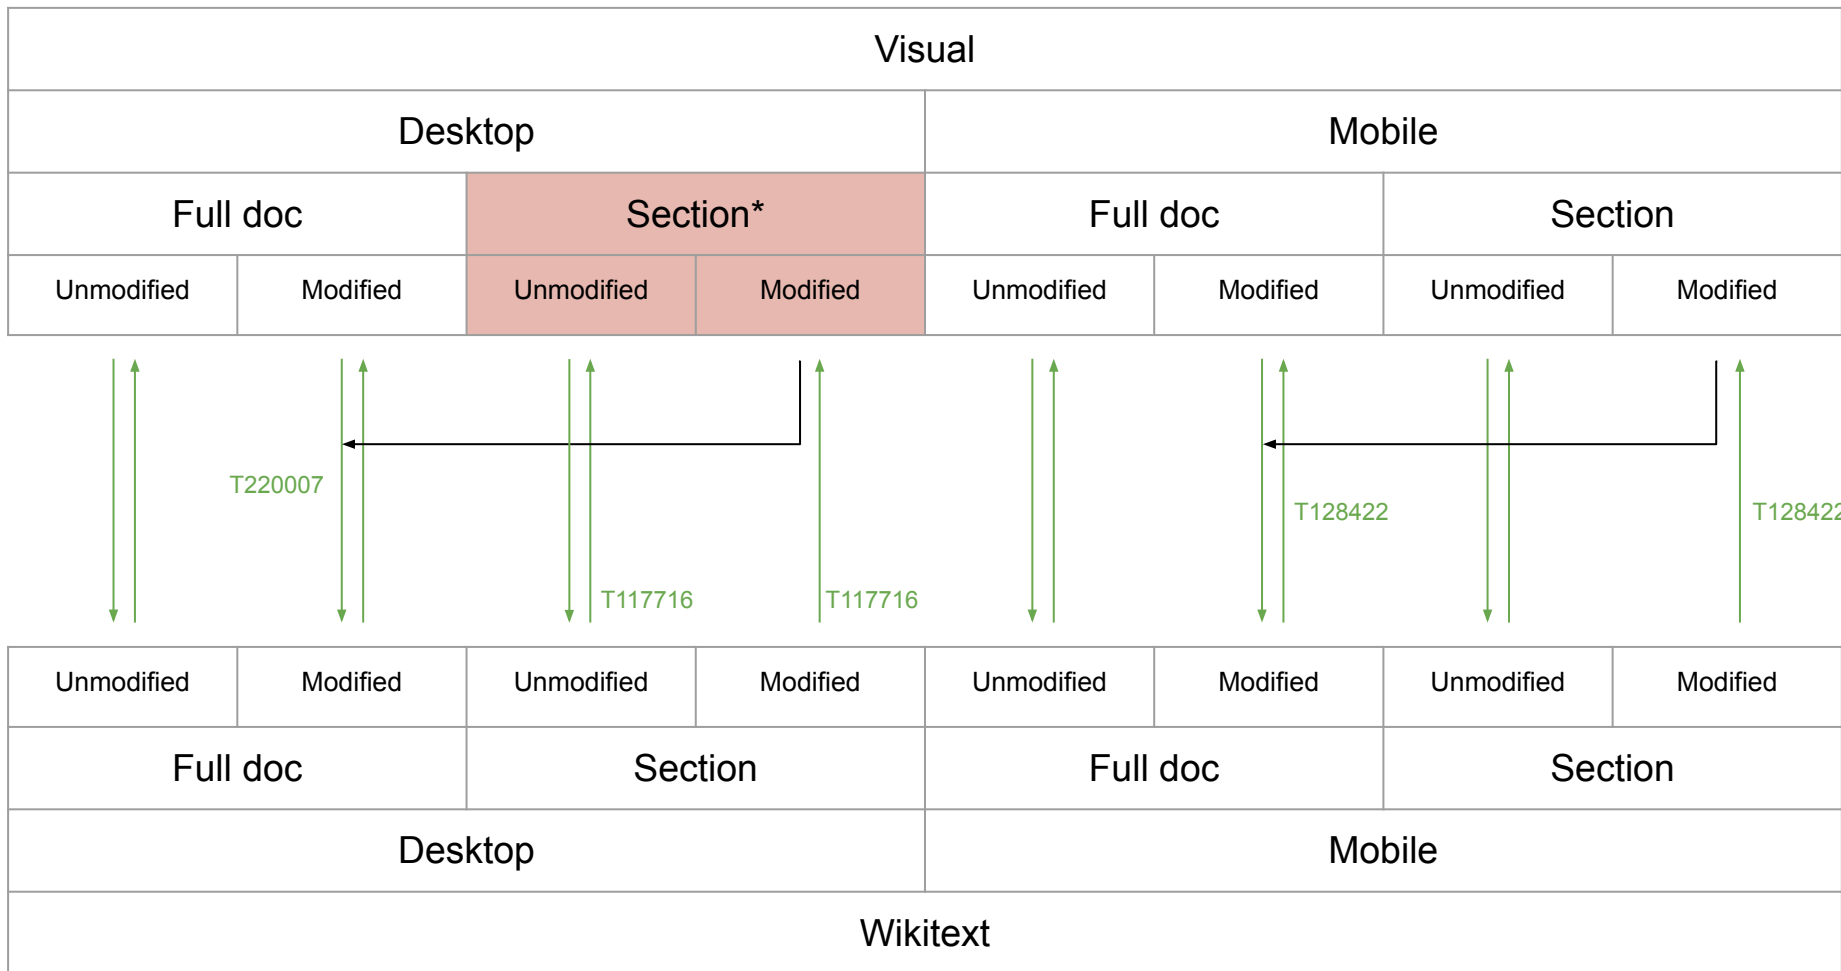 Visual
Desktop Mobile
Full doc Section* Full doc Section
Unmodified Modified Unmodified Modified Unmodified Modified Unmodified Modified
T220007
T128422 T128422
T117716 T117716
Unmodified Modified Unmodified Modified Unmodified Modified Unmodified Modified
Full doc Section Full doc Section
Desktop Mobile
Wikitext